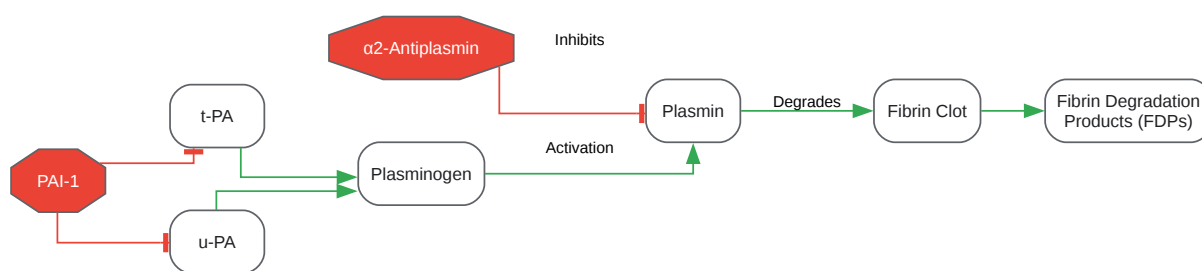 α2-Antiplasmin
Inhibits
t-PA
Plasmin
Degrades
Fibrin Clot
Fibrin Degradation
Products (FDPs)
PAI-1
Plasminogen
Activation
u-PA